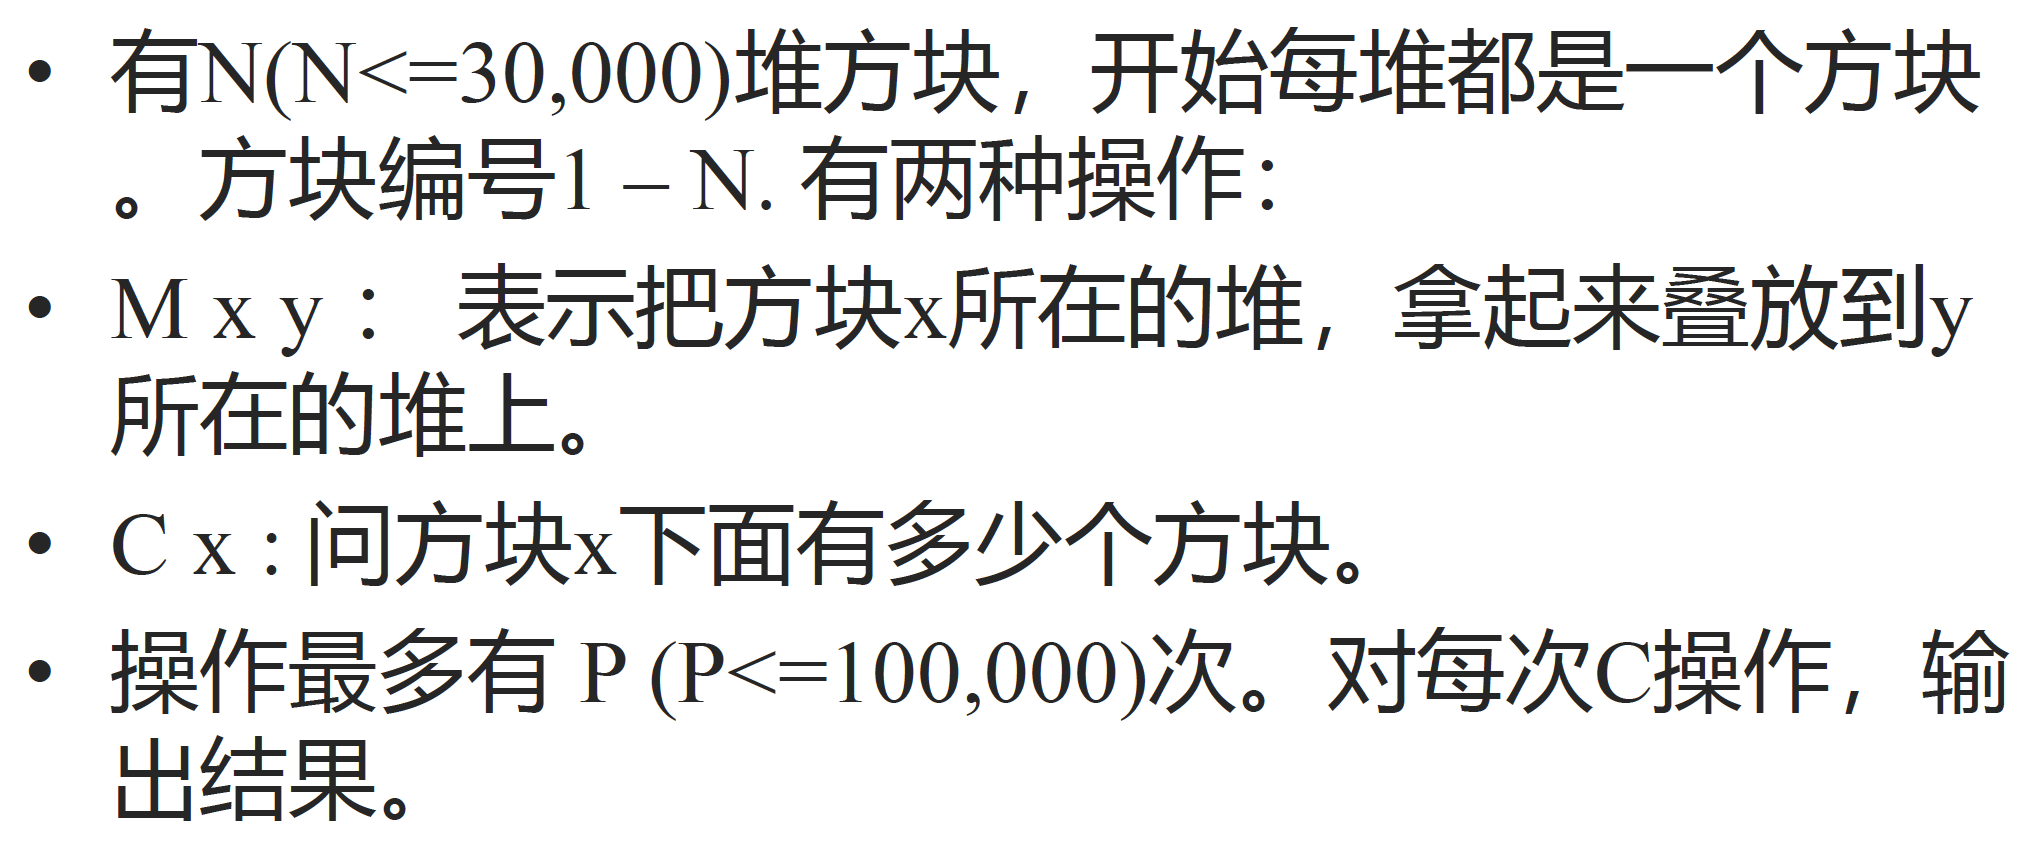 • 有N(N<=30,000)堆方块，开始每堆都是一个方块
。方块编号1 – N. 有两种操作：
• M x y： 表示把方块x所在的堆，拿起来叠放到y
所在的堆上。
• C x : 问方块x下面有多少个方块。
• 操作最多有 P (P<=100,000)次。对每次C操作，输
出结果。